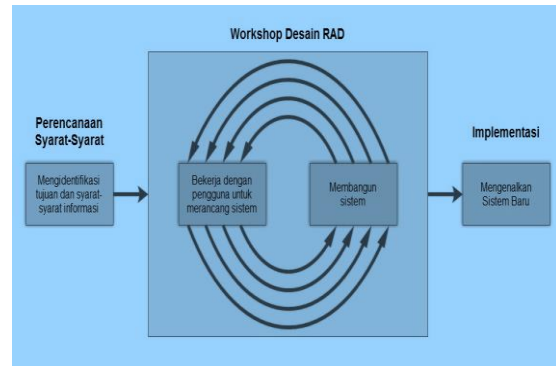 Workshop Desain RAD
Perencanaan
Syarat-Syarat
Mengidentifikasi
tujuan dan syarat-
syarat informasi
Bekerja dengan
pengguna untuk
merancang sistem
Membangun
sistem
Implementasi
Mengenalkan
Sistem Baru